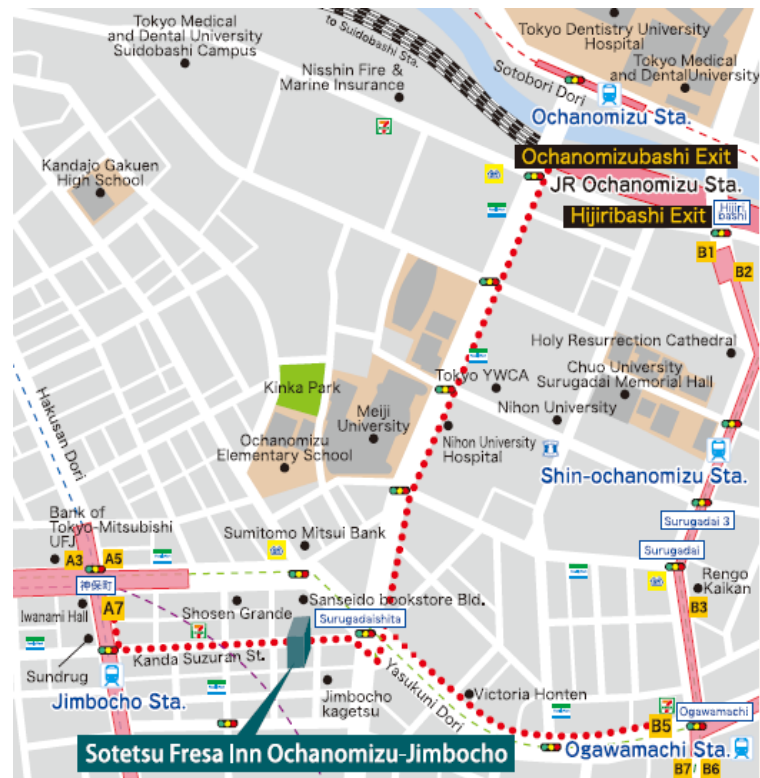 Tokyo Medical
and Dental University
Suidobashi Campus
to Suidobashi Sta.
Tokyo Dentistry University
Hospital
Tokyo Medical
and DentalUniversity
Nisshin Fire &
Marine Insurance
Sotobori Dori
Ochanomizu Sta.
7
Kandajo Gakuen
High School
Ochanomizubashi Exit
JR Ochanomizu Sta.
Hijiribashi Exit
Hijiri
bashi
B1
B2
Holy Resurrection Cathedral
Chuo University
Surugadai Memorial Hall
Tokyo YWCA
Nihon University
Kinka Park
Meiji
University
Hakusan Dori
Ochanomizu
Elementary School
Nihon University
Hospital
Shin-ochanomizu Sta.
Bank of
Tokyo-Mitsubishi
UFJ
Sumitomo Mitsui Bank
Surugadai 3
Surugadai
A3
A5
神保町
Rengo
Kaikan
B3
Iwanami Hall
A7
Shosen Grande
Sanseido bookstore Bld.
Surugadaishita
7
Kanda Suzuran St.
Sundrug
Jimbocho Sta.
Jimbocho
kagetsu
Yasukuni Dori
Victoria Honten
7
B5
Ogawamachi
Sotetsu Fresa Inn Ochanomizu-Jimbocho
Ogawamachi Sta.
B7/
B6